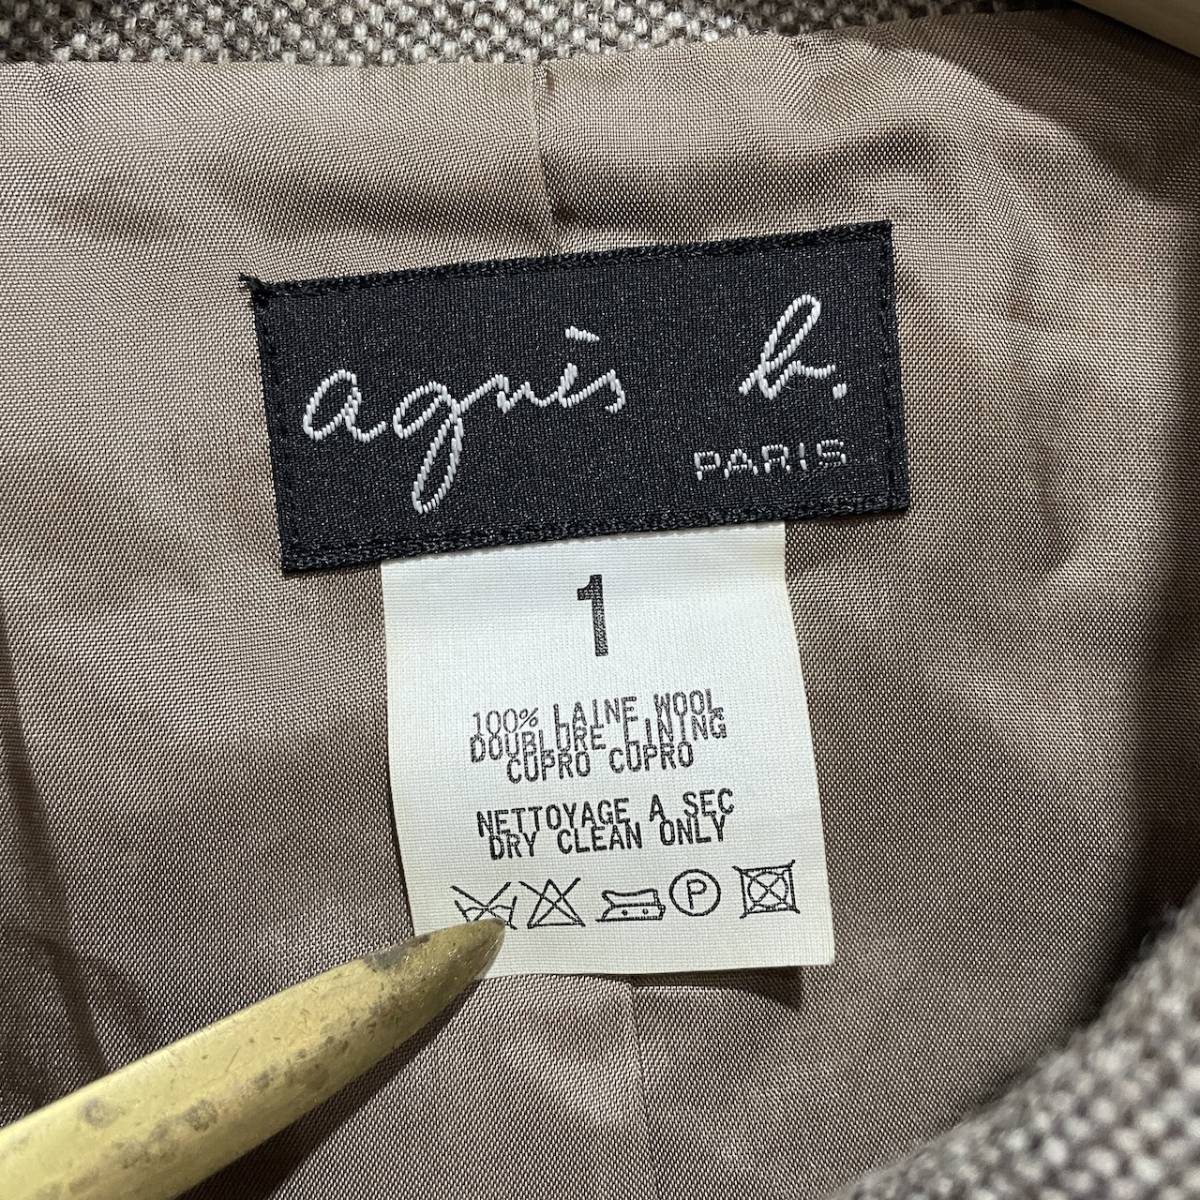 agnès b.
PARIS
1
100% LAINE WOOL
DOUBLURE LINING
CUPRO CUPRO
NETTOYAGE A SEC
DRY CLEAN ONLY
P